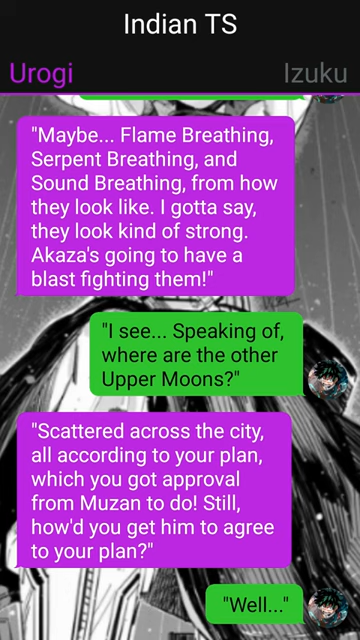 Indian TS
Urogi
Izuku
"Maybe... Flame Breathing,
Serpent Breathing, and
Sound Breathing, from how
they look like. I gotta say,
they look kind of strong.
Akaza's going to have a
blast fighting them!"
"I see... Speaking of,
where are the other
Upper Moons?"
"Scattered across the city,
all according to your plan,
which you got approval
from Muzan to do! Still,
how'd you get him to agree
to your plan?"
"Well..."